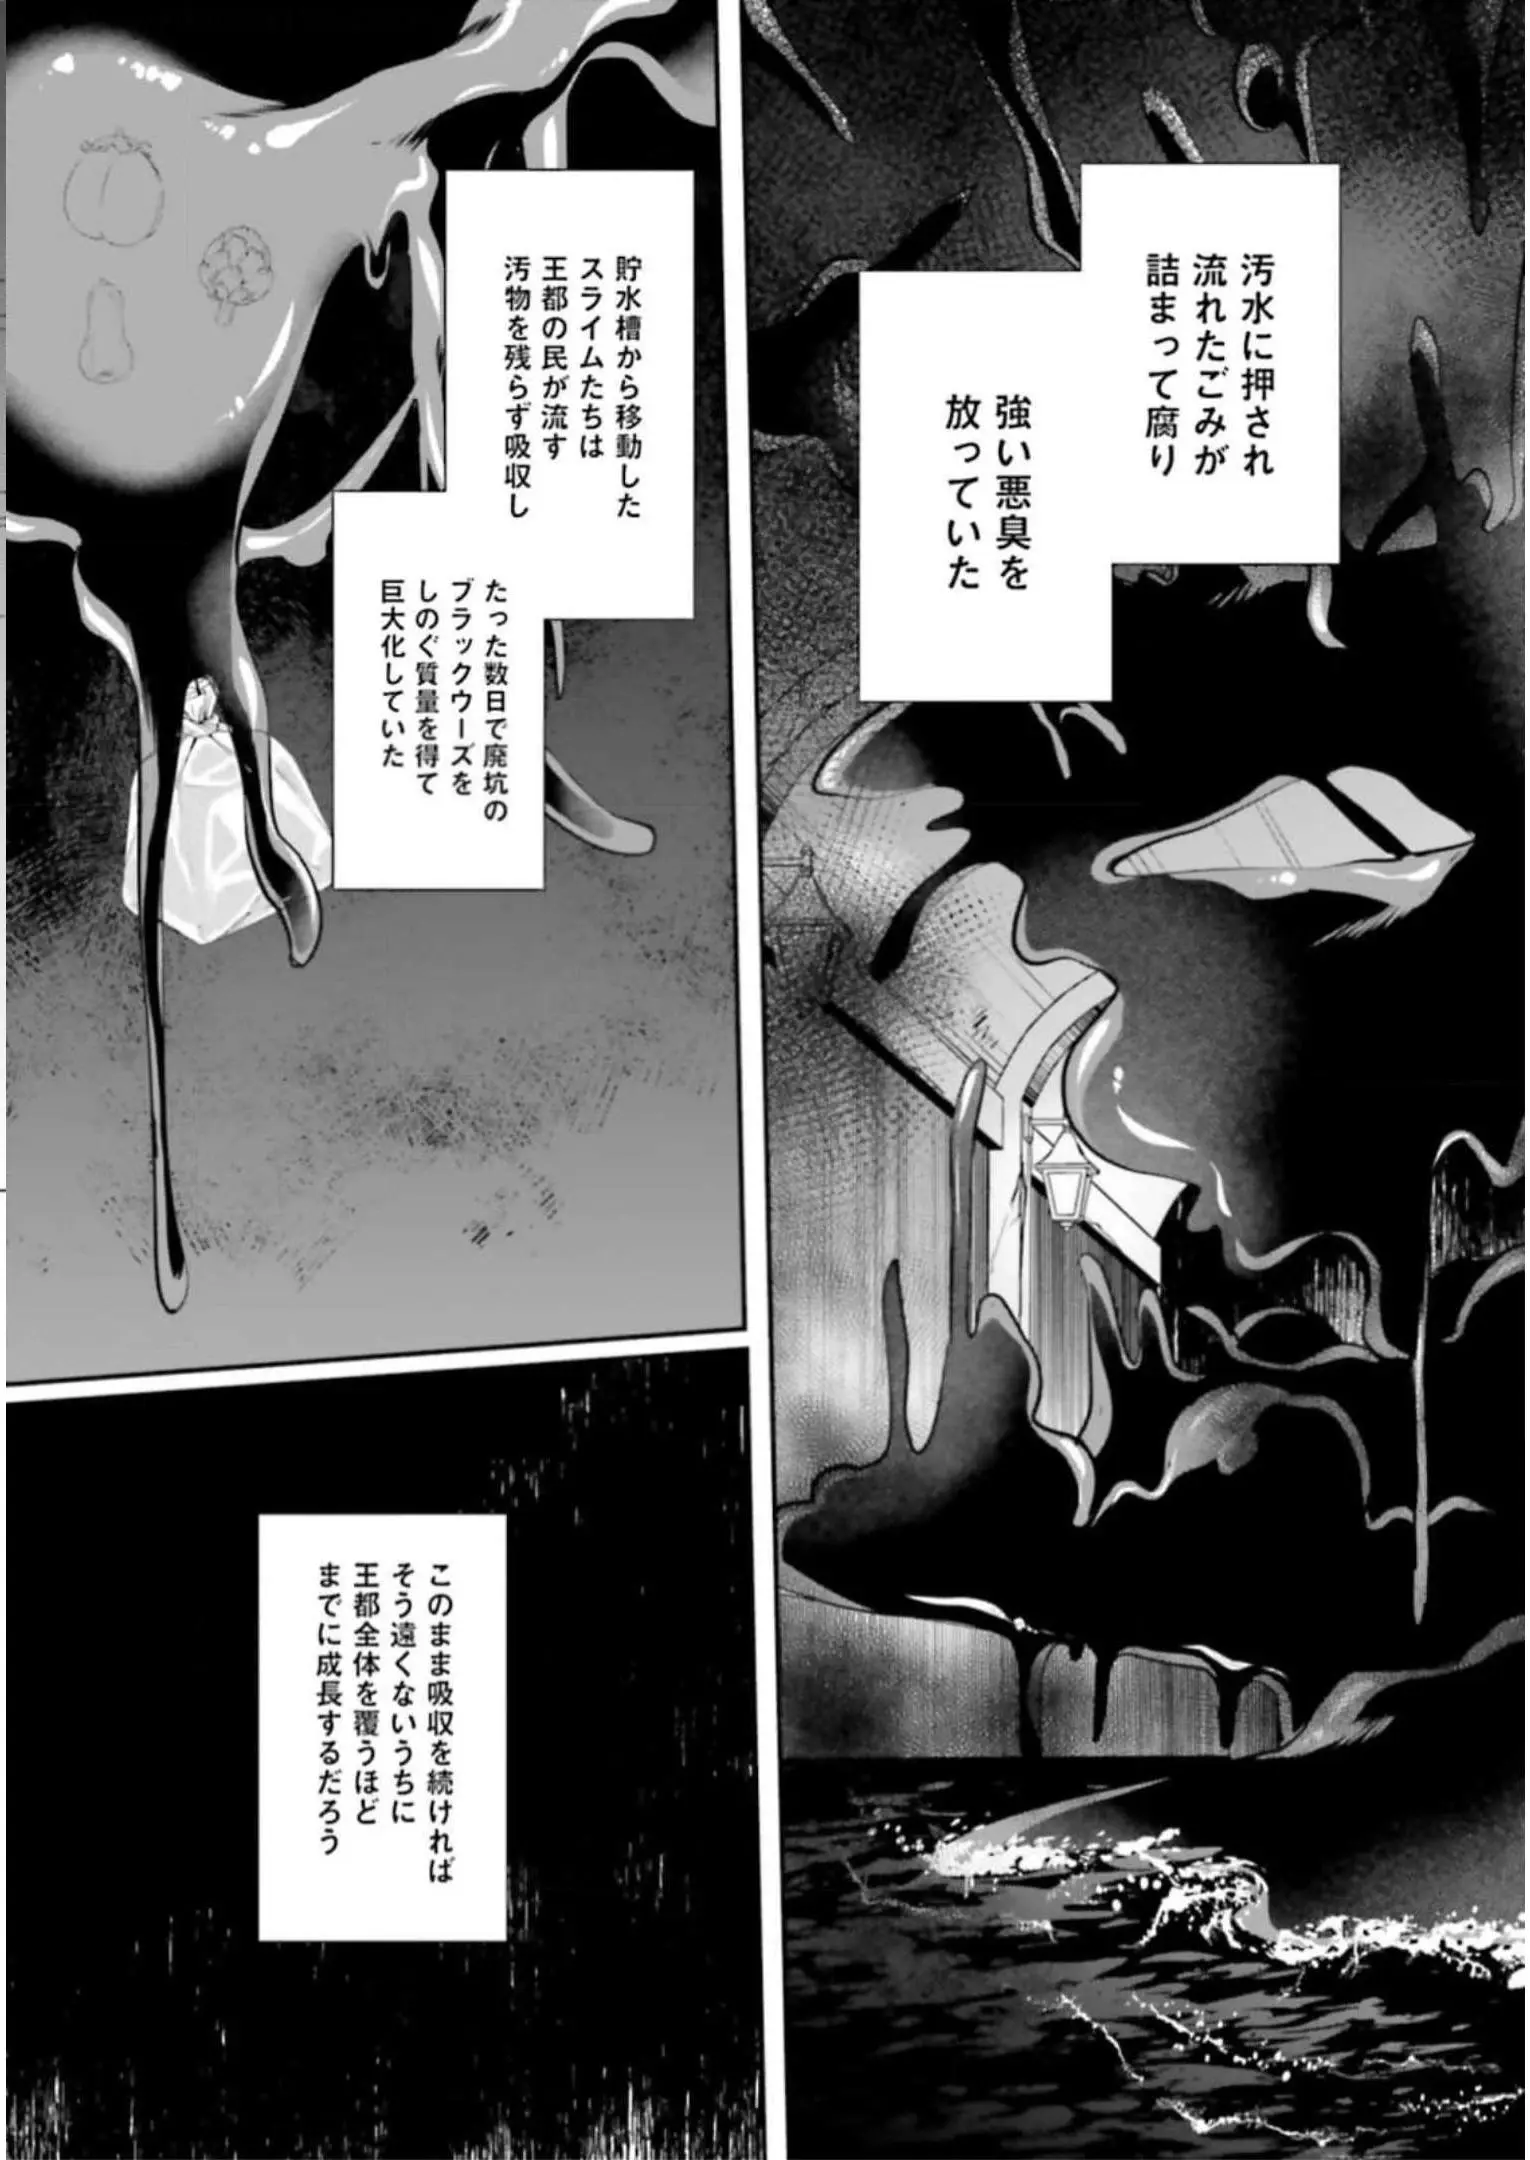 汚水に押され
流れたごみが
詰まって腐り
強い悪臭を
放っていた
貯水槽から移動した
スライムたちは
王都の民が流す
汚物を残らず吸収し
たった数日で廃坑の
ブラックウーズを
しのぐ質量を得て
巨大化していた
このまま吸収を続ければ
そう遠くないうちに
王都全体を覆うほど
までに成長するだろう